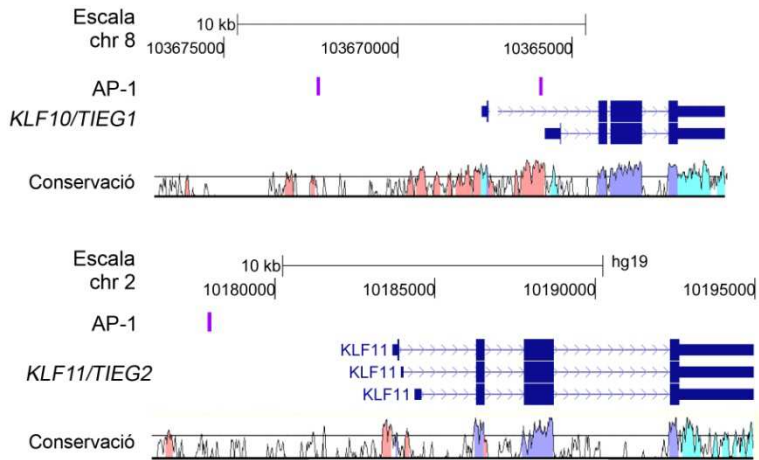 Escala 10 kb
chr 8 103675000 103670000 10365000
AP-1
KLF10/TIEG1
Conservació
Escala 10 kb hg19
chr 2 10180000 10185000 10190000 10195000
AP-1
KLF11
KLF11/TIEG2 KLF11
KLF11
Conservació